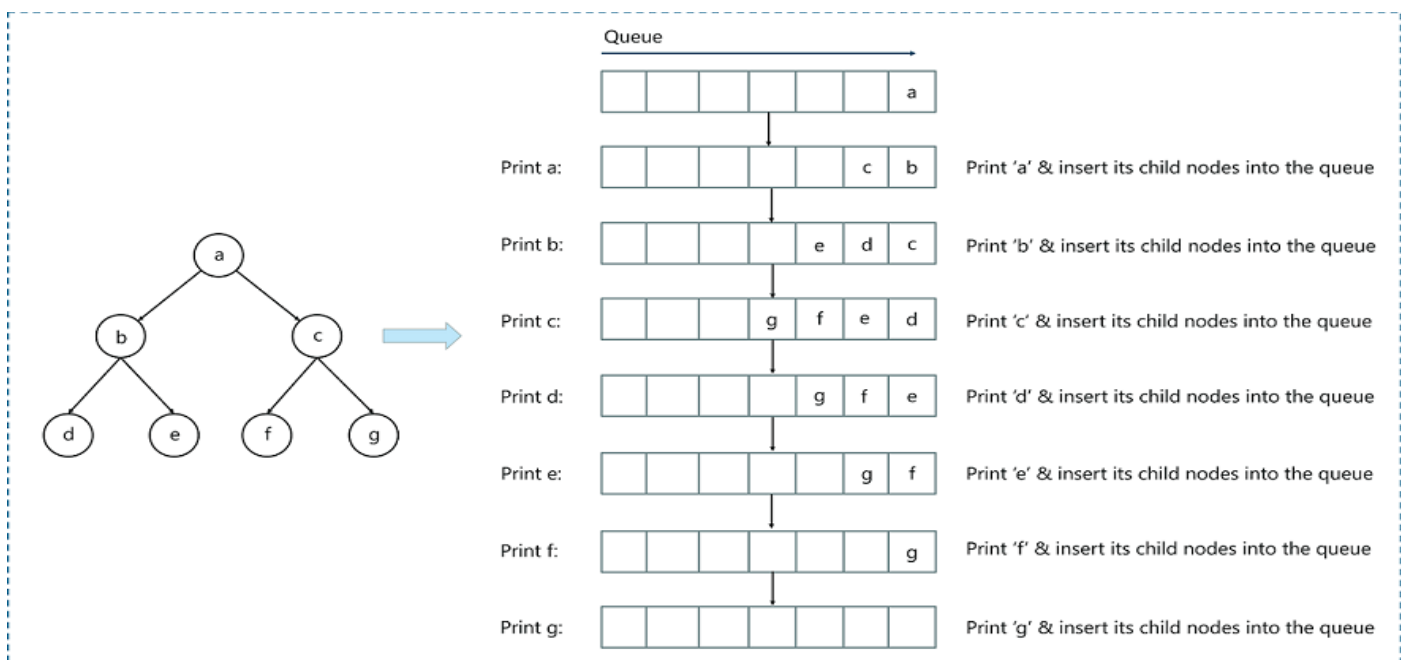 Queue
a
Print a: c b Print ‘a’ & insert its child nodes into the queue
Print b: e d c Print ‘b’ & insert its child nodes into the queue
Print c: g f e d Print ‘c’ & insert its child nodes into the queue
Print d: g f e Print ‘d’ & insert its child nodes into the queue
Print e: g f Print ‘e’ & insert its child nodes into the queue
Print f: g Print ‘f’ & insert its child nodes into the queue
Print g: Print ‘g’ & insert its child nodes into the queue
a
b c
d e f g